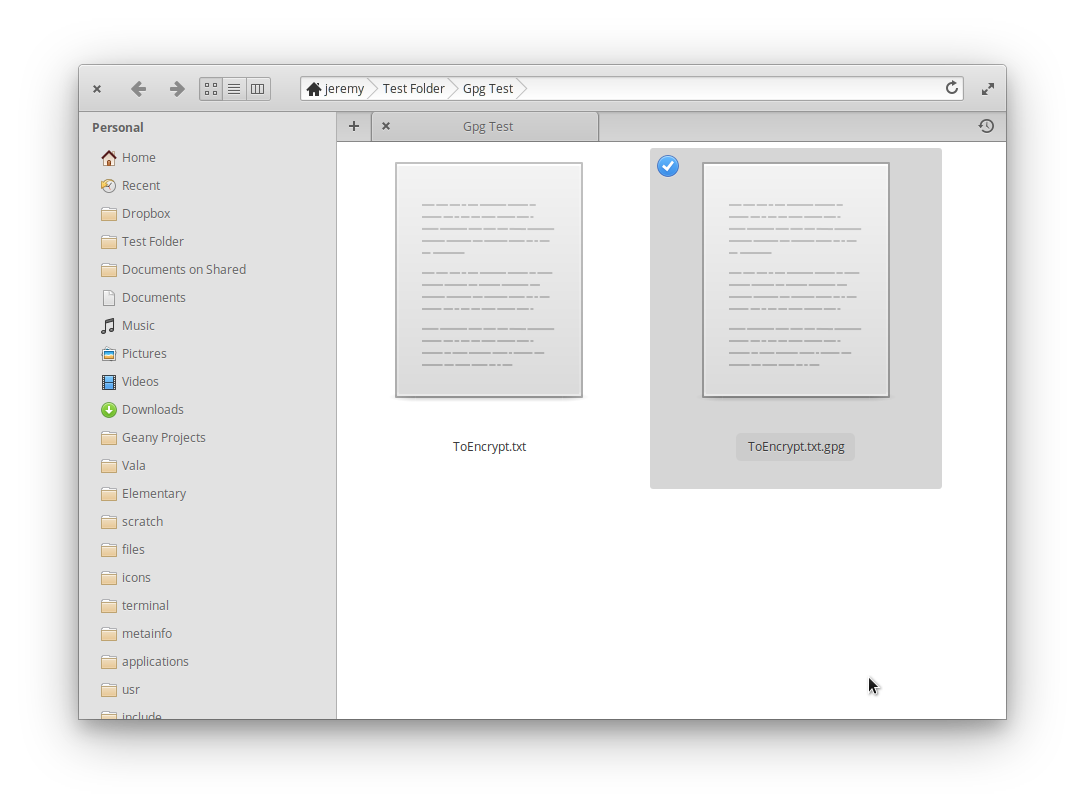 jeremy Test Folder Gpg Test
Personal
Gpg Test
Home
Recent
Dropbox
Test Folder
Documents on Shared
Documents
Music
Pictures
Videos
Downloads
Geany Projects
Vala
Elementary
scratch
files
icons
terminal
metainfo
applications
usr
include
ToEncrypt.txt
ToEncrypt.txt.gpg